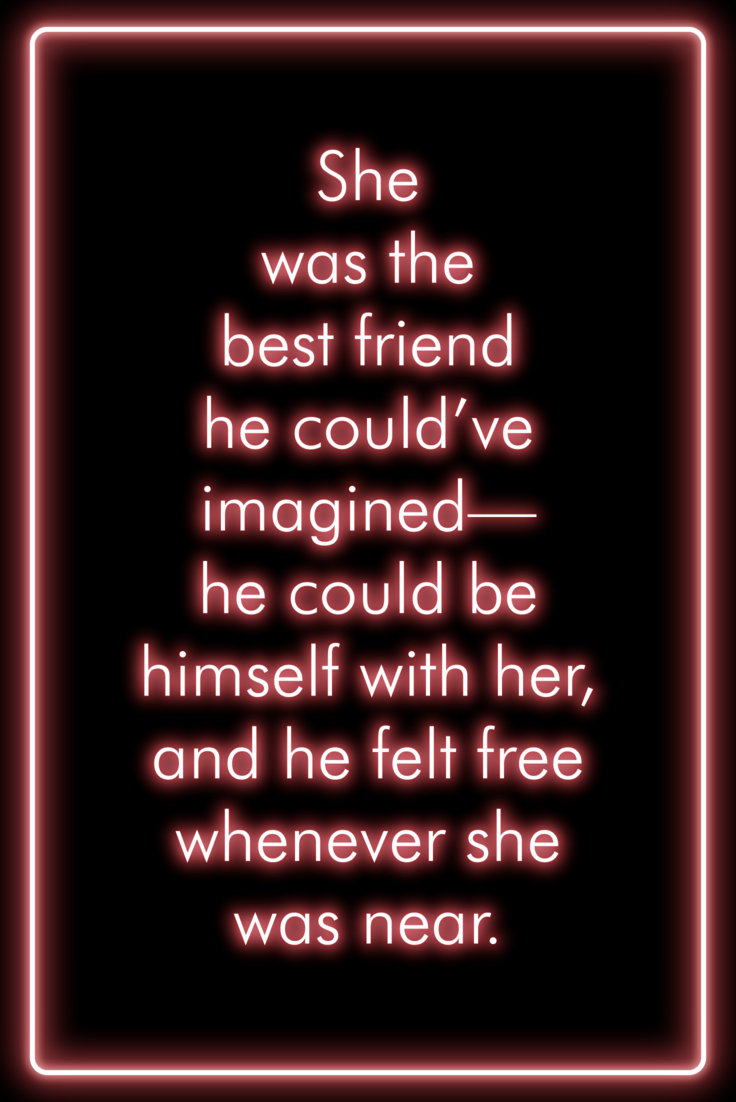 She
was the
best friend
he could’ve
imagined—
he could be
himself with her,
and he felt free
whenever she
was near.